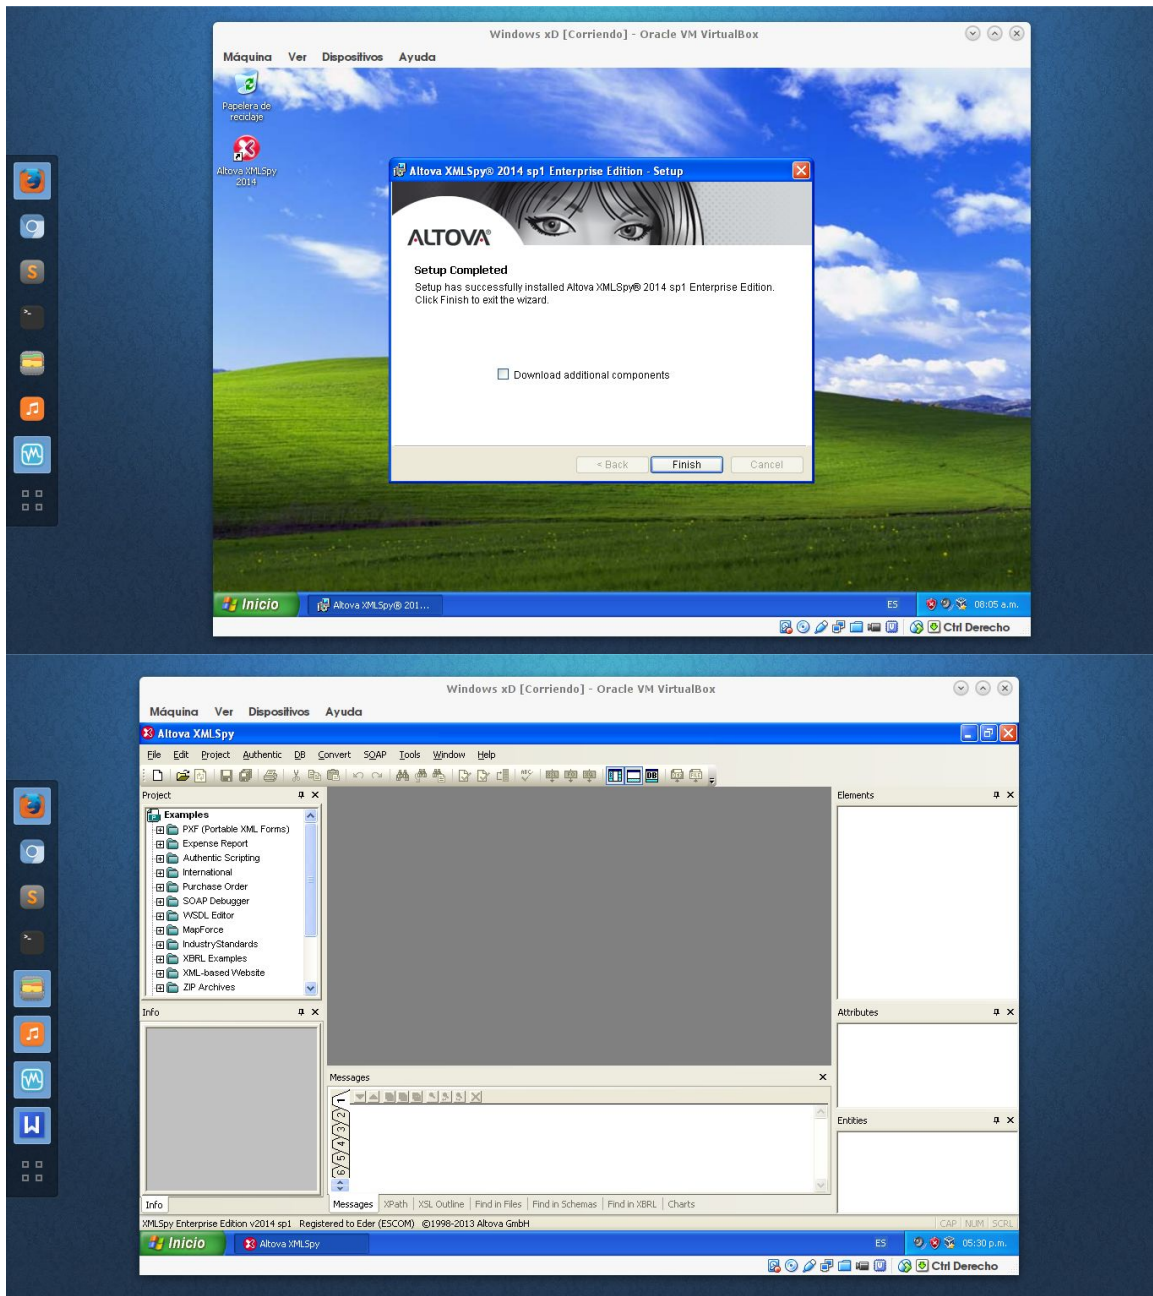 Windows xD [Corriendo] - Oracle VM VirtualBox
Máquina Ver Dispositivos Ayuda
Papelera de
reciclaje
Altova XMLSpy
2014
Altova XMLSpy® 2014 sp1 Enterprise Edition - Setup
ALTOVA®
Setup Completed
Setup has successfully installed Altova XMLSpy® 2014 sp1 Enterprise Edition.
Click Finish to exit the wizard.
Download additional components
< Back Finish Cancel
Inicio Altova XMLSpy® 201... ES 08:05 a.m.
Ctrl Derecho
Windows xD [Corriendo] - Oracle VM VirtualBox
Máquina Ver Dispositivos Ayuda
Altova XMLSpy
File Edit Project Authentic DB Convert SOAP Tools Window Help
Project
Elements
Examples
PXF (Portable XML Forms)
Expense Report
Authentic Scripting
International
Purchase Order
SOAP Debugger
WSDL Editor
MapForce
IndustryStandards
XBRL Examples
XML-based Website
ZIP Archives
Info
Attributes
Messages
1
2
3
4
5
6
Entities
Info
Messages XPath XSL Outline Find in Files Find in Schemas Find in XBRL Charts
XMLSpy Enterprise Edition v2014 sp1 Registered to Eder (ESCOM) ©1998-2013 Altova GmbH CAP NUM SCRL
Inicio Altova XMLSpy ES 05:30 p.m.
Ctrl Derecho